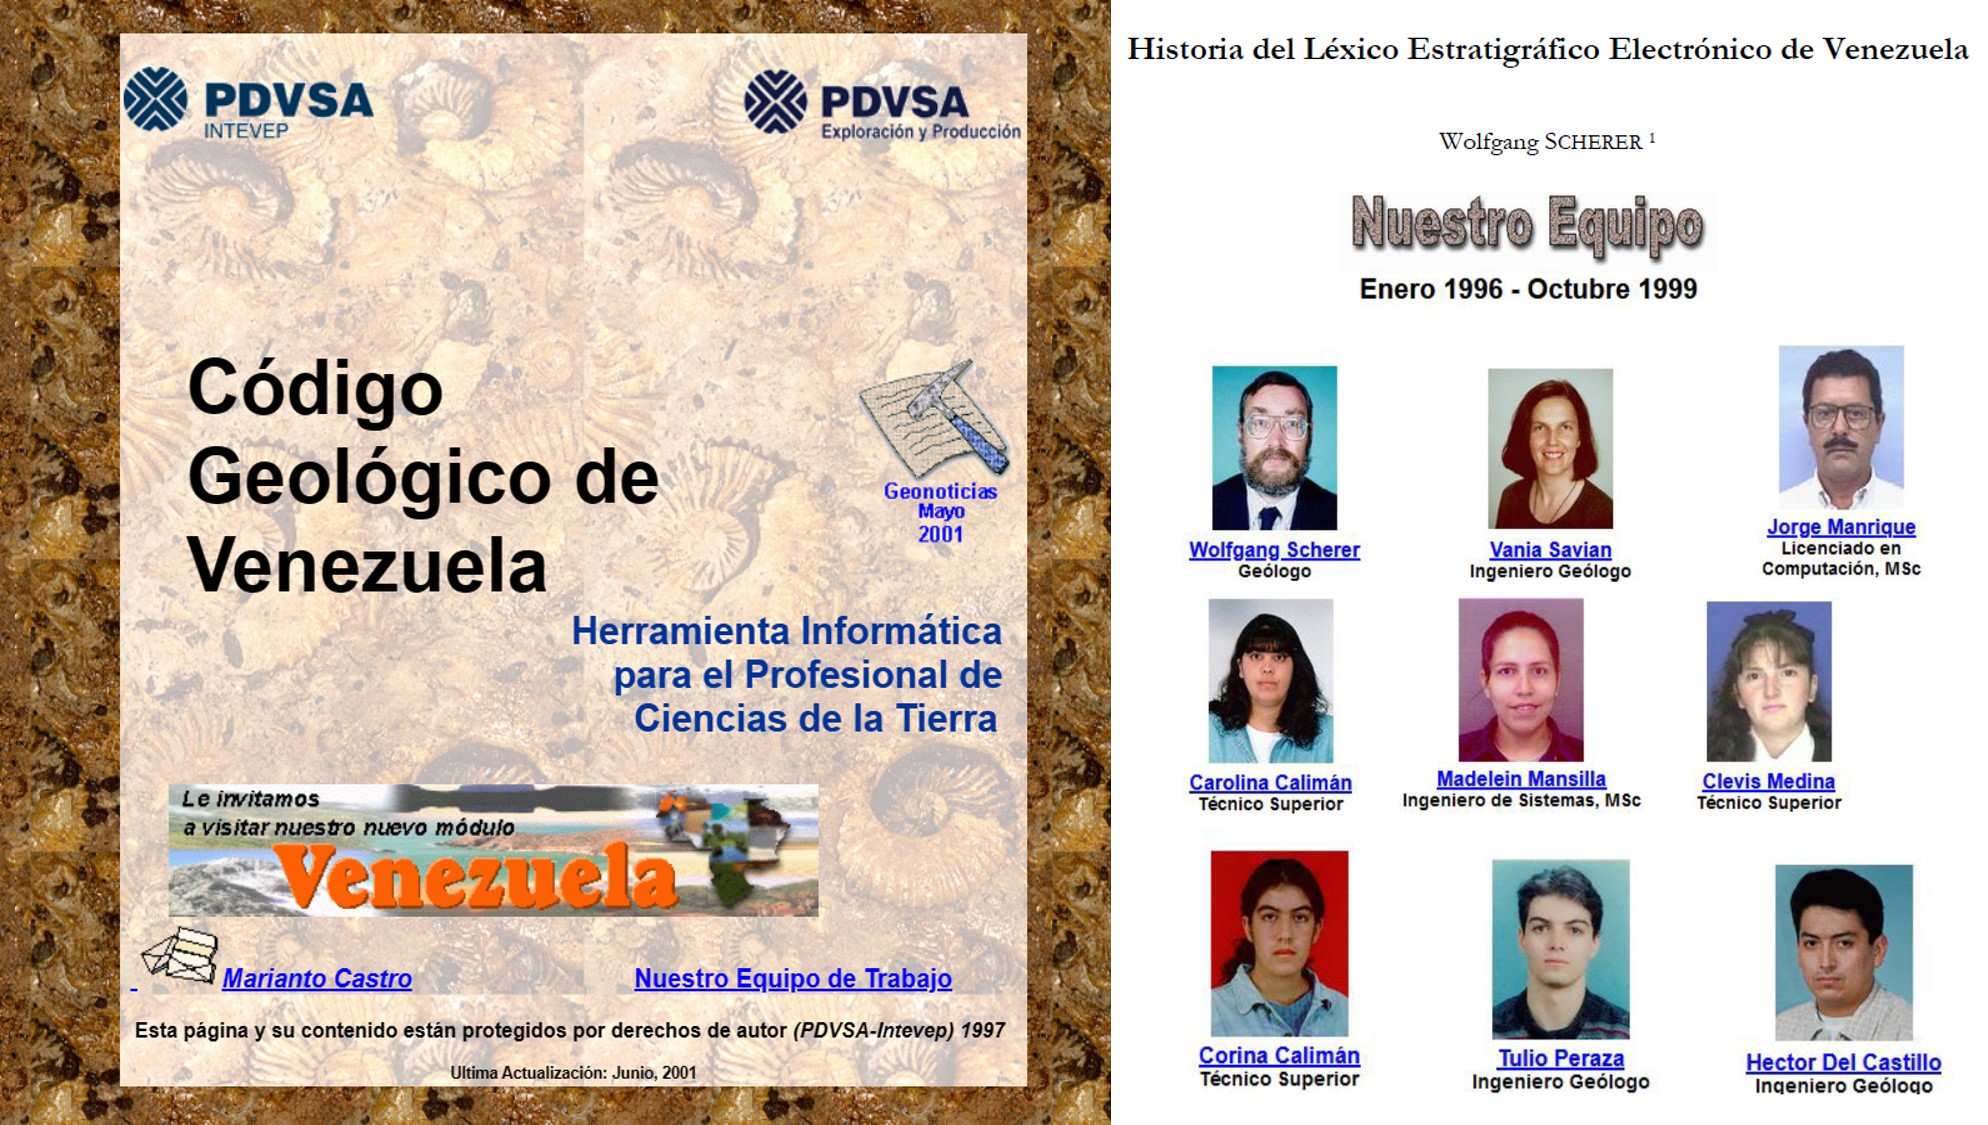 PDVSA
INTEVEP
PDVSA
Exploración y Producción
Código
Geológico de
Venezuela
Geonoticias
Mayo
2001
Herramienta Informática
para el Profesional de
Ciencias de la Tierra
Le invitamos
a visitar nuestro nuevo módulo
Venezuela
Marianto Castro
Nuestro Equipo de Trabajo
Esta página y su contenido están protegidos por derechos de autor (PDVSA-Intevep) 1997
Ultima Actualización: Junio, 2001
Historia del Léxico Estratigráfico Electrónico de Venezuela
Wolfgang SCHERER ¹
Nuestro Equipo
Enero 1996 - Octubre 1999
Wolfgang Scherer
Geólogo
Vania Savian
Ingeniero Geólogo
Jorge Manrique
Licenciado en
Computación, MSc
Carolina Calimán
Técnico Superior
Madelein Mansilla
Ingeniero de Sistemas, MSc
Clevis Medina
Técnico Superior
Corina Calimán
Técnico Superior
Tulio Peraza
Ingeniero Geólogo
Hector Del Castillo
Ingeniero Geólogo